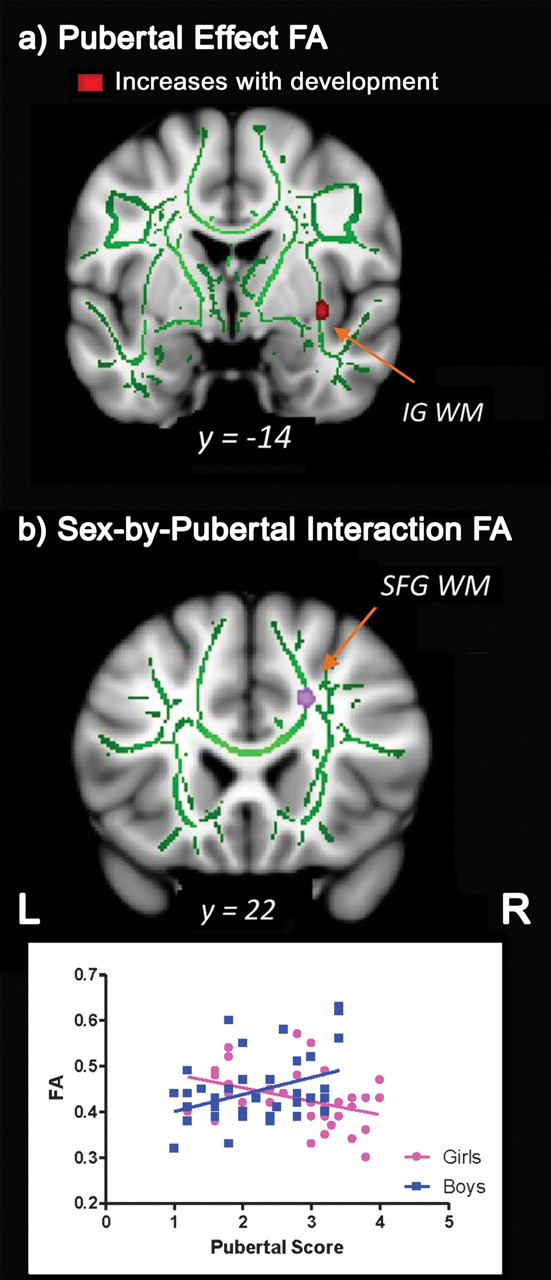 a) Pubertal Effect FA
Increases with development
IG WM
y = -14
b) Sex-by-Pubertal Interaction FA
SFG WM
L
R
y = 22
0.7
0.6
0.5
0.4
0.3
0.2
FA
0 1 2 3 4 5
Pubertal Score
Girls
Boys